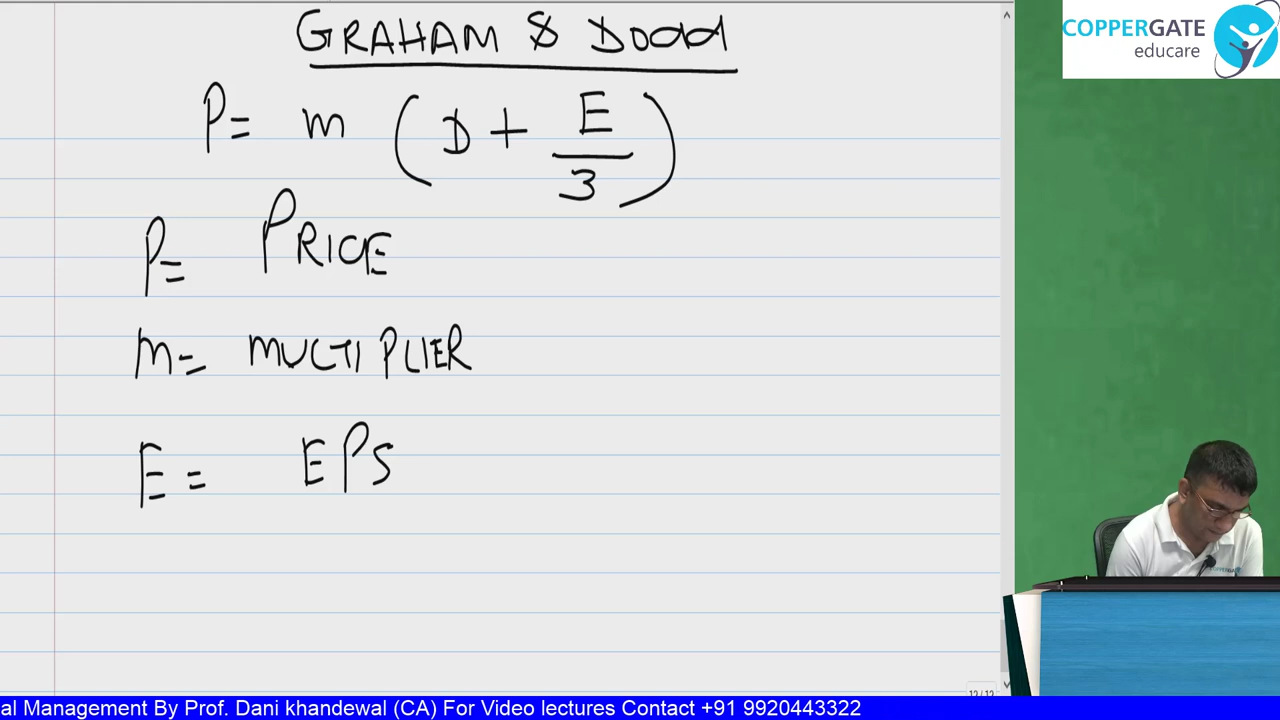 GRAHAM & Dodd
P= m (D + E/3)
P= PRICE
m= MULTIPLIER
E= EPS
COPPERGATE
educare
al Management By Prof. Dani khandewal (CA) For Video lectures Contact +91 9920443322